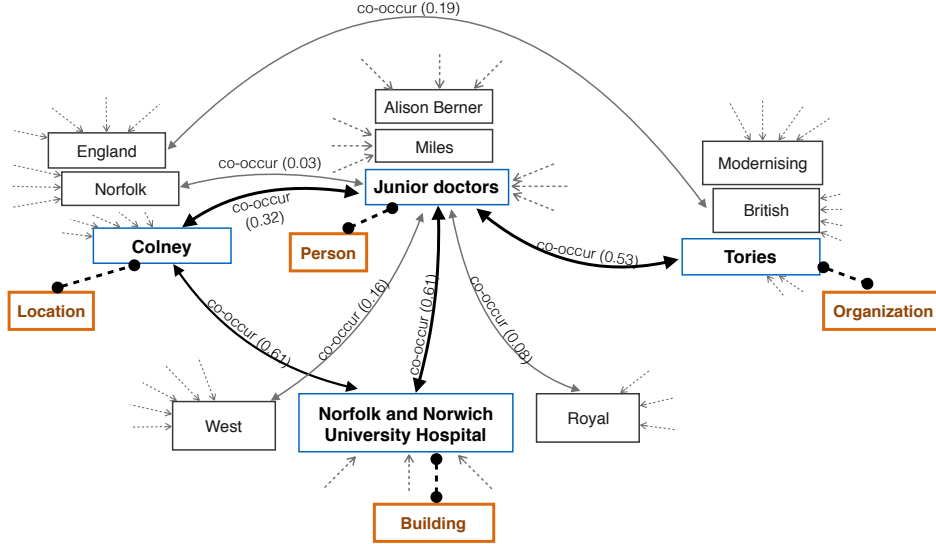 co-occur (0.19)
Alison Berner
England
Miles
Modernising
co-occur (0.03)
Norfolk
Junior doctors
British
co-occur
(0.32)
Colney
Person
co-occur (0.53)
Tories
Location
co-occur (0.61)
co-occur (0.16)
co-occur (0.61)
co-occur (0.08)
Organization
West
Norfolk and Norwich
University Hospital
Royal
Building